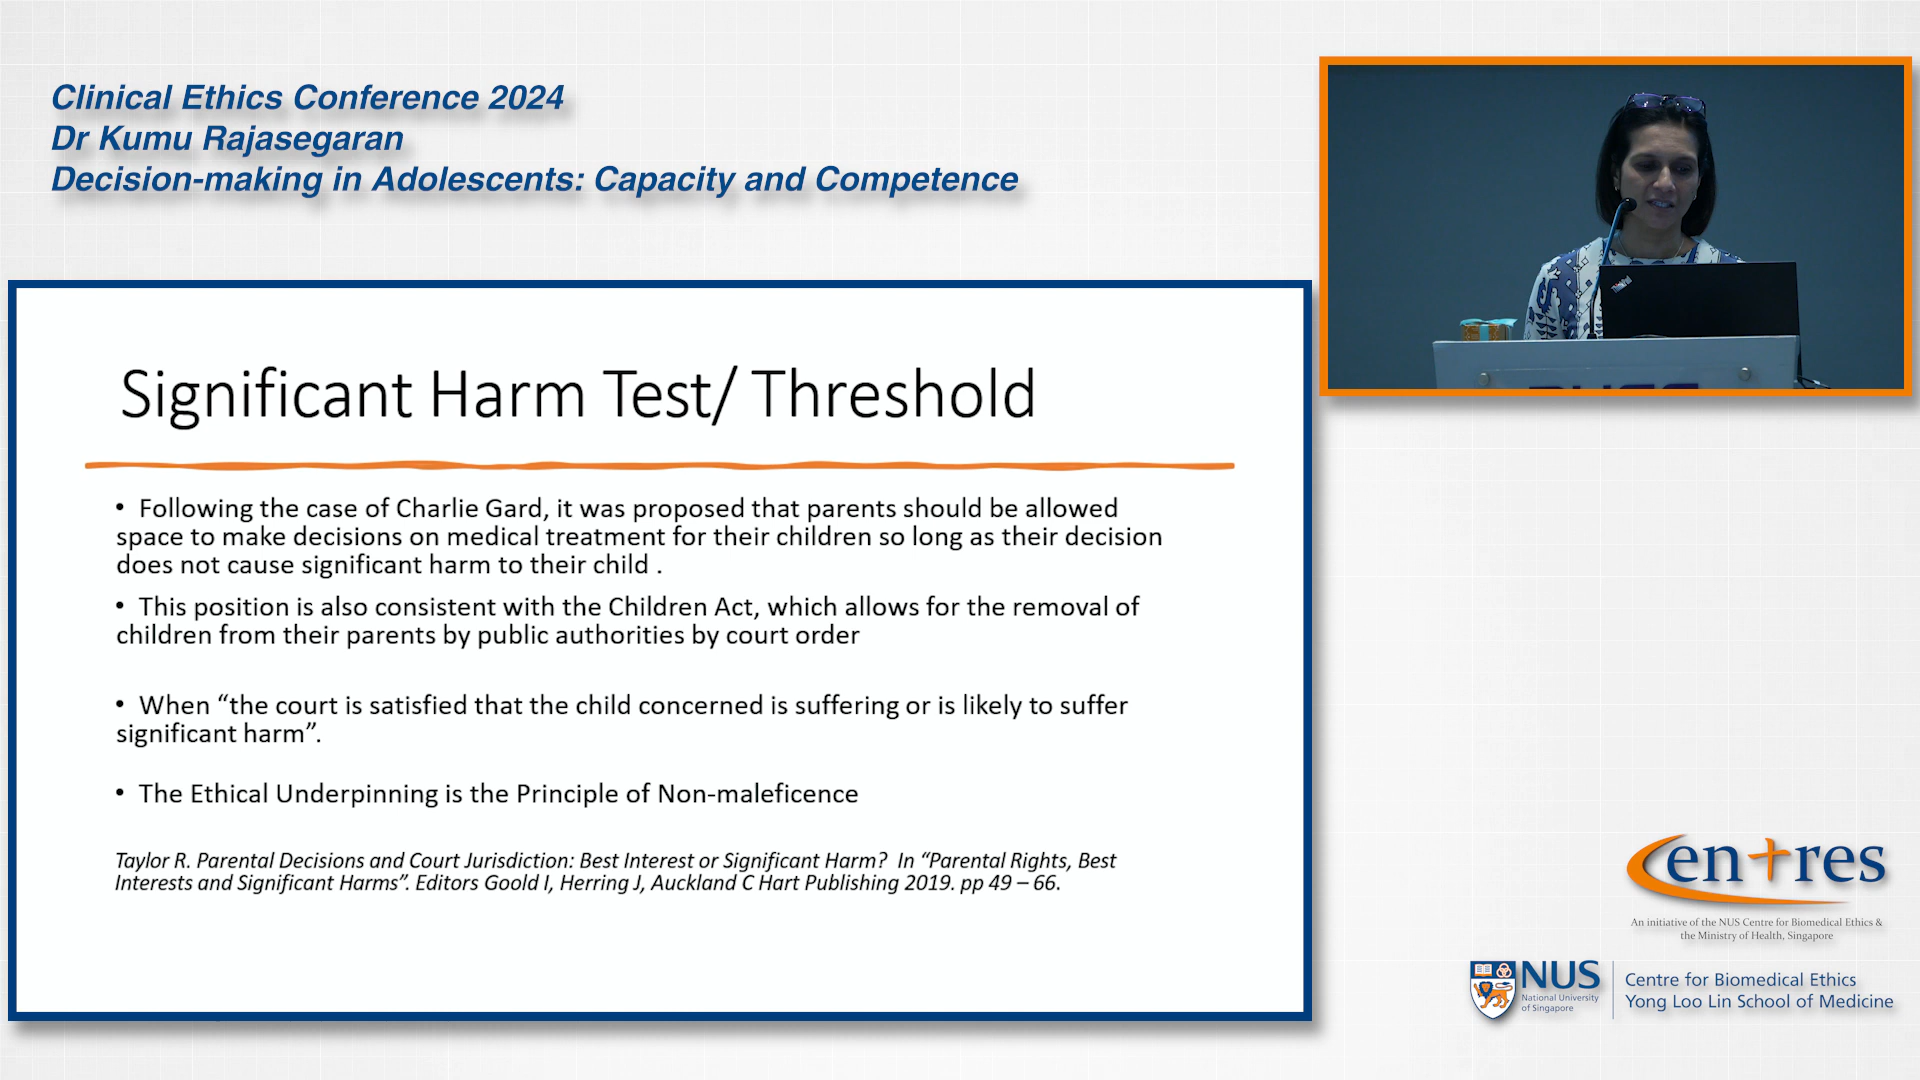 Clinical Ethics Conference 2024
Dr Kumu Rajasegaran
Decision-making in Adolescents: Capacity and Competence
Significant Harm Test/ Threshold
• Following the case of Charlie Gard, it was proposed that parents should be allowed
space to make decisions on medical treatment for their children so long as their decision
does not cause significant harm to their child .
• This position is also consistent with the Children Act, which allows for the removal of
children from their parents by public authorities by court order
• When “the court is satisfied that the child concerned is suffering or is likely to suffer
significant harm”.
• The Ethical Underpinning is the Principle of Non-maleficence
Taylor R. Parental Decisions and Court Jurisdiction: Best Interest or Significant Harm? In “Parental Rights, Best
Interests and Significant Harms”. Editors Goold I, Herring J, Auckland C Hart Publishing 2019. pp 49 – 66.
Centres
An initiative of the NUS Centre for Biomedical Ethics &
the Ministry of Health, Singapore
NUS
National University
of Singapore
Centre for Biomedical Ethics
Yong Loo Lin School of Medicine